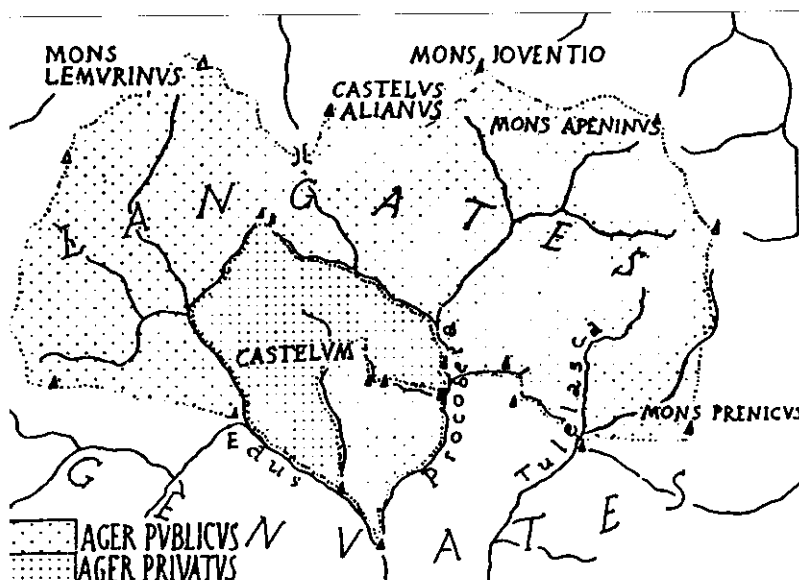 MONS
LEMVRINVS
MONS IOVENTIO
CASTELVS
ALIANVS
MONS APENINVS
LANGATES
CASTELVM
Procobera
Tulelasca
MONS PRENICVS
Edus
GENVATES
AGER PVBLICVS
AGER PRIVATVS